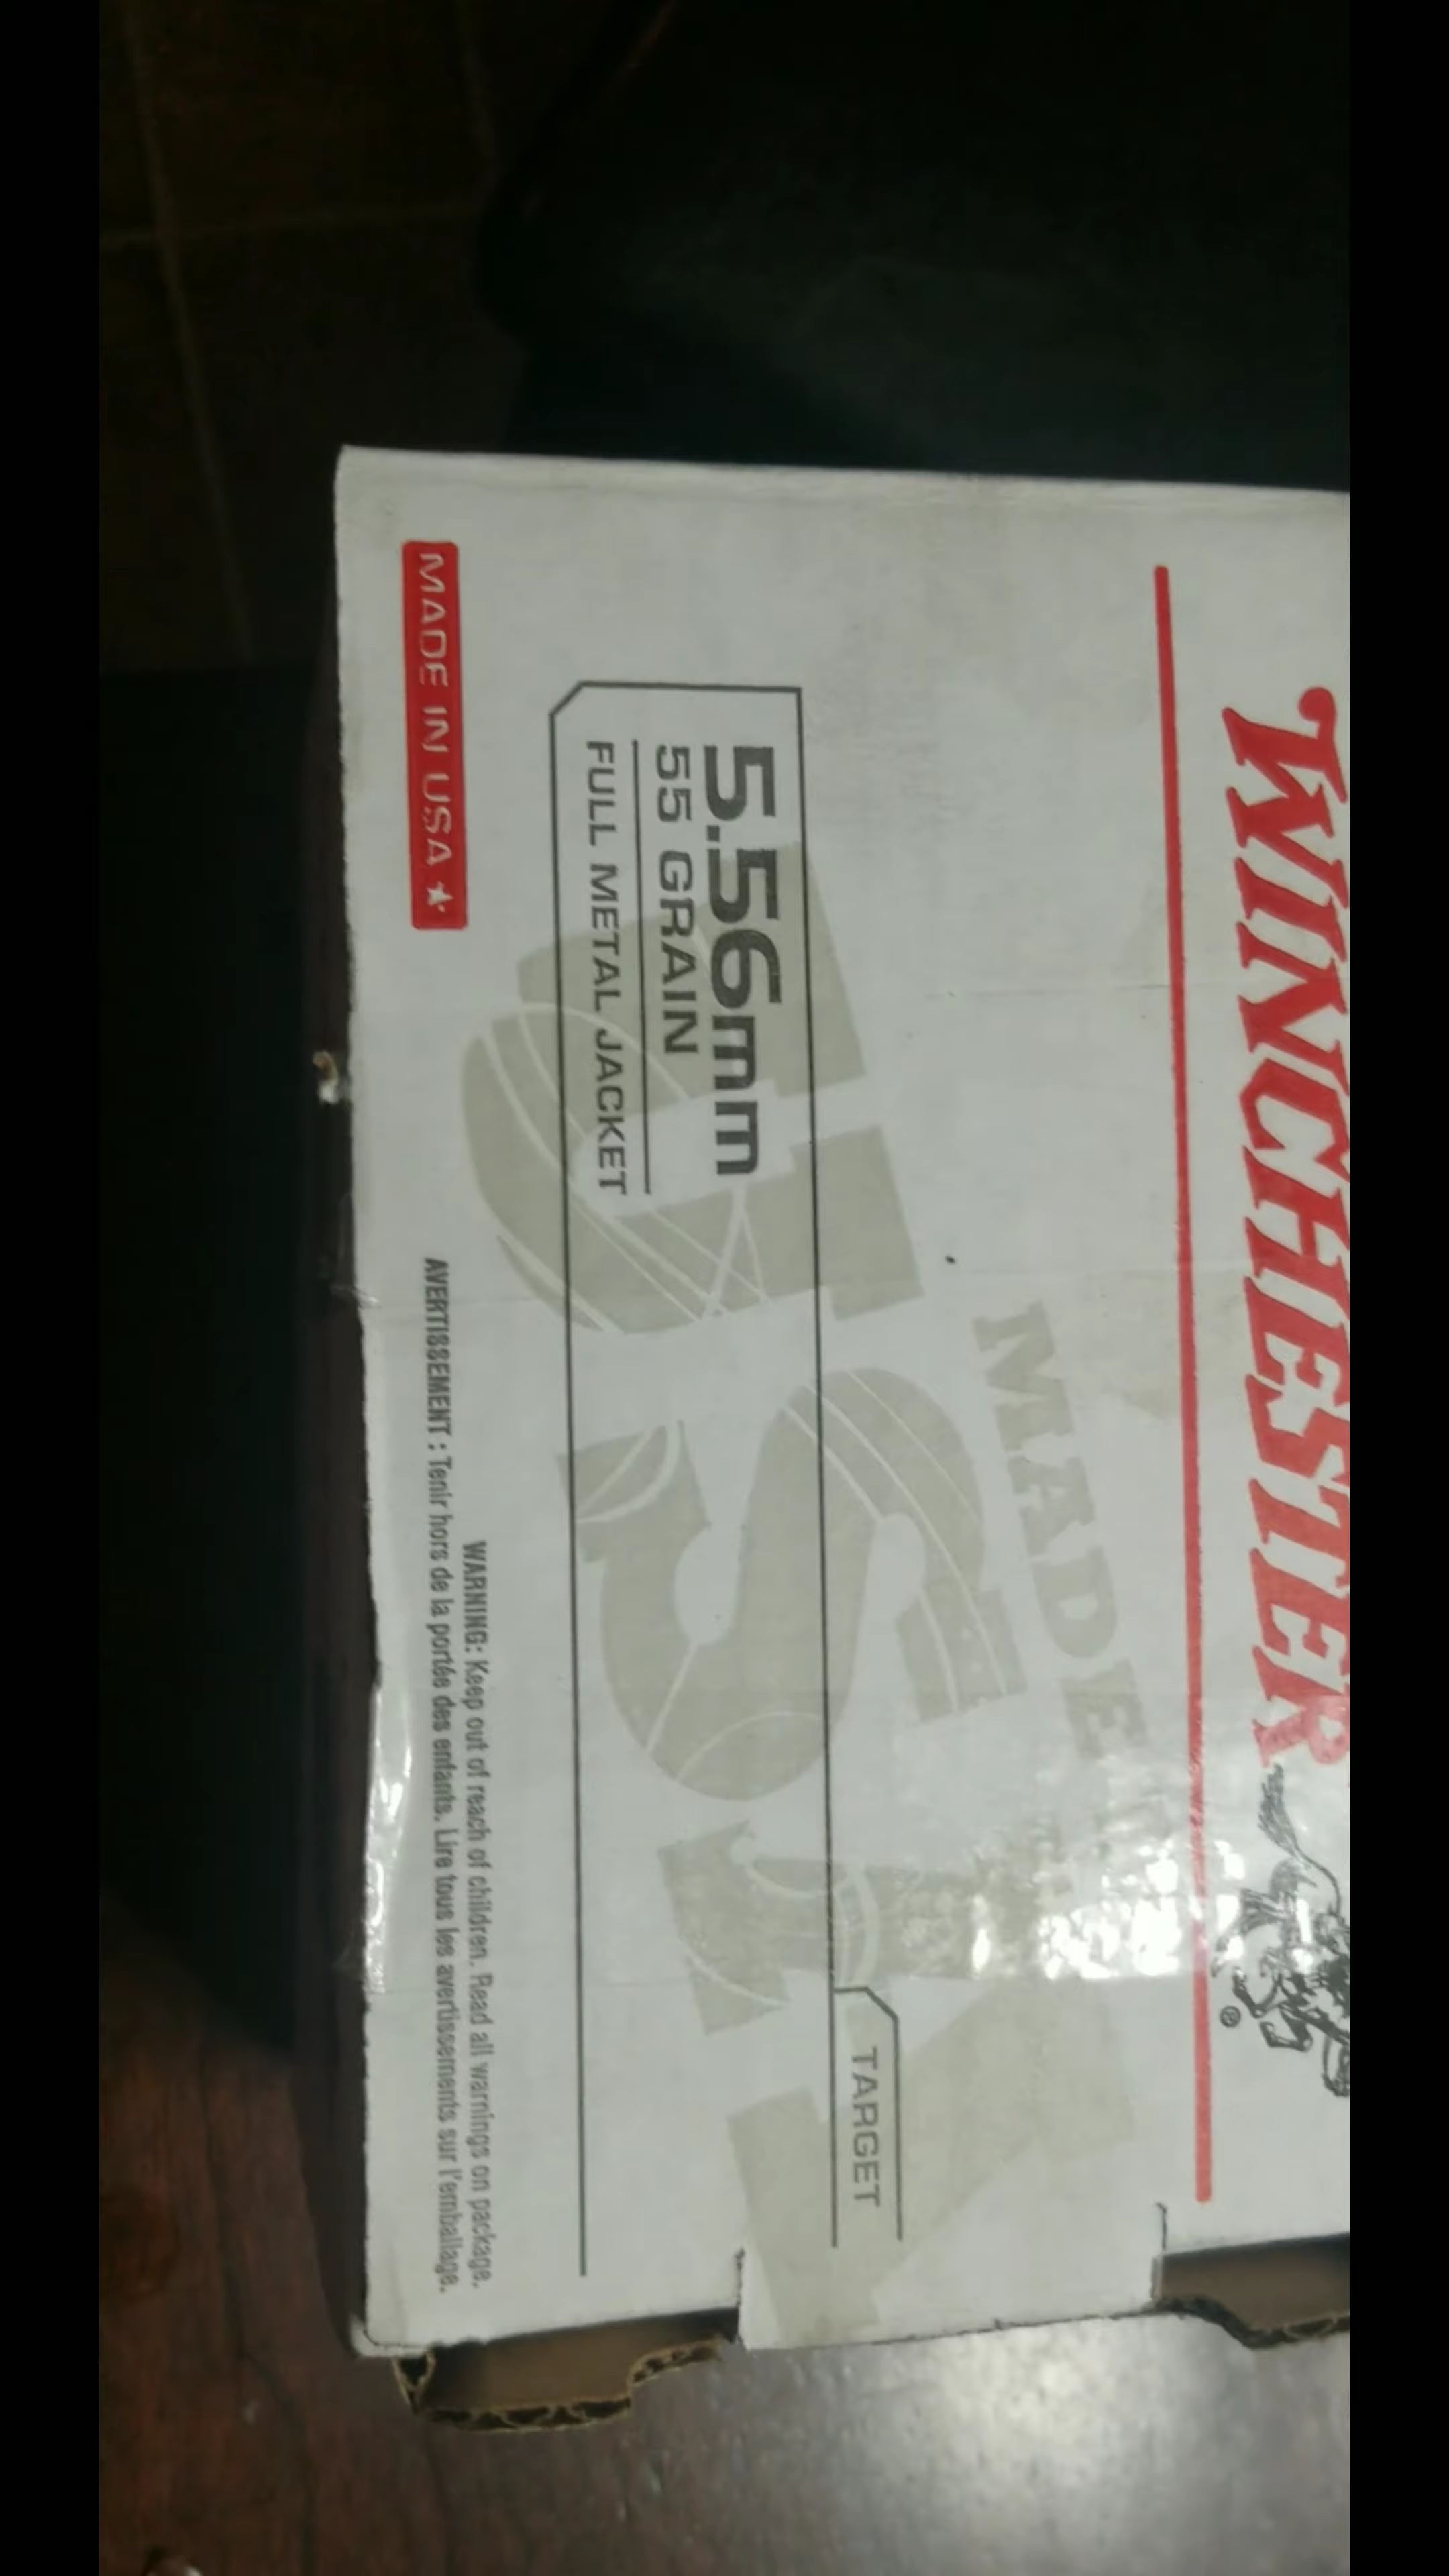 WINCHESTER
®
MADE
USA
TARGET
5.56mm
55 GRAIN
FULL METAL JACKET
MADE IN USA
WARNING: Keep out of reach of children. Read all warnings on package.
AVERTISSEMENT : Tenir hors de la portée des enfants. Lire tous les avertissements sur l'emballage.